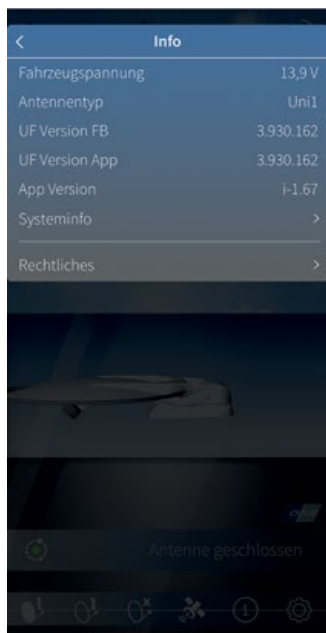 Info
Fahrzeugspannung 13,9 V
Antennentyp Uni1
UF Version FB 3.930.162
UF Version App 3.930.162
App Version i-1.67
Systeminfo
Rechtliches
Antenne geschlossen